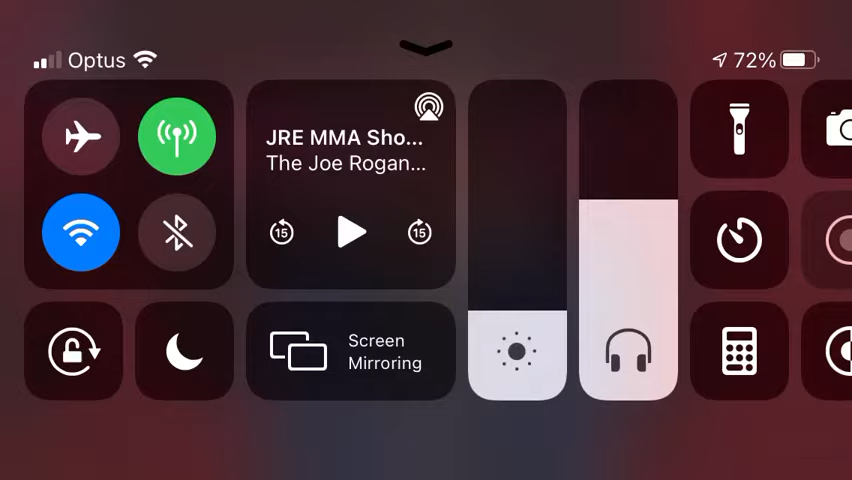 Optus
72%
JRE MMA Sho...
The Joe Rogan...
15
15
Screen
Mirroring